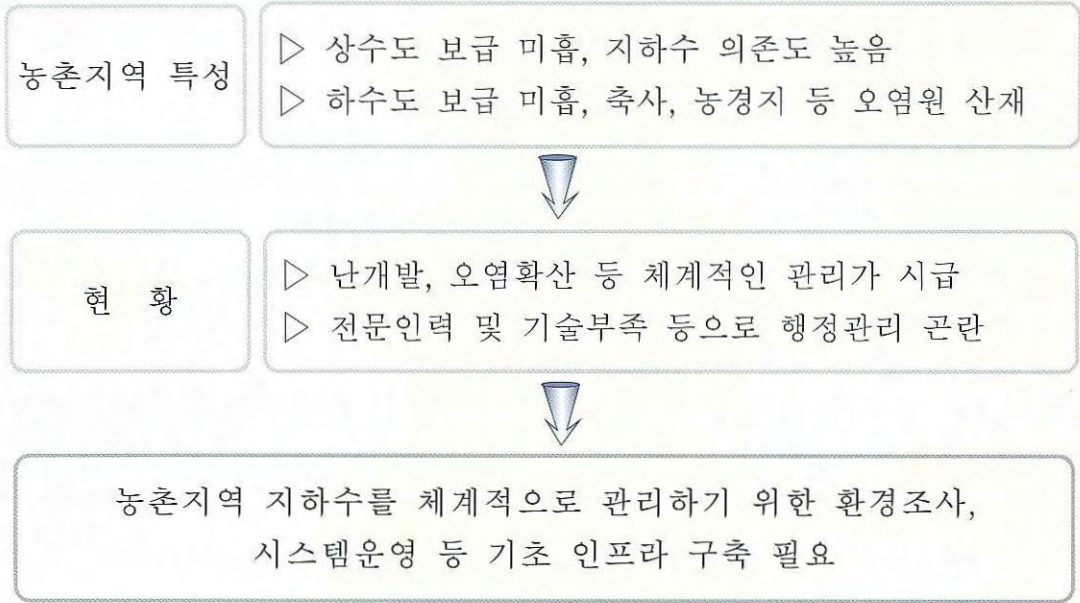 농촌지역 특성
▷ 상수도 보급 미흡, 지하수 의존도 높음
▷ 하수도 보급 미흡, 축사, 농경지 등 오염원 산재
현 황
▷ 난개발, 오염확산 등 체계적인 관리가 시급
▷ 전문인력 및 기술부족 등으로 행정관리 곤란
농촌지역 지하수를 체계적으로 관리하기 위한 환경조사,
시스템운영 등 기초 인프라 구축 필요